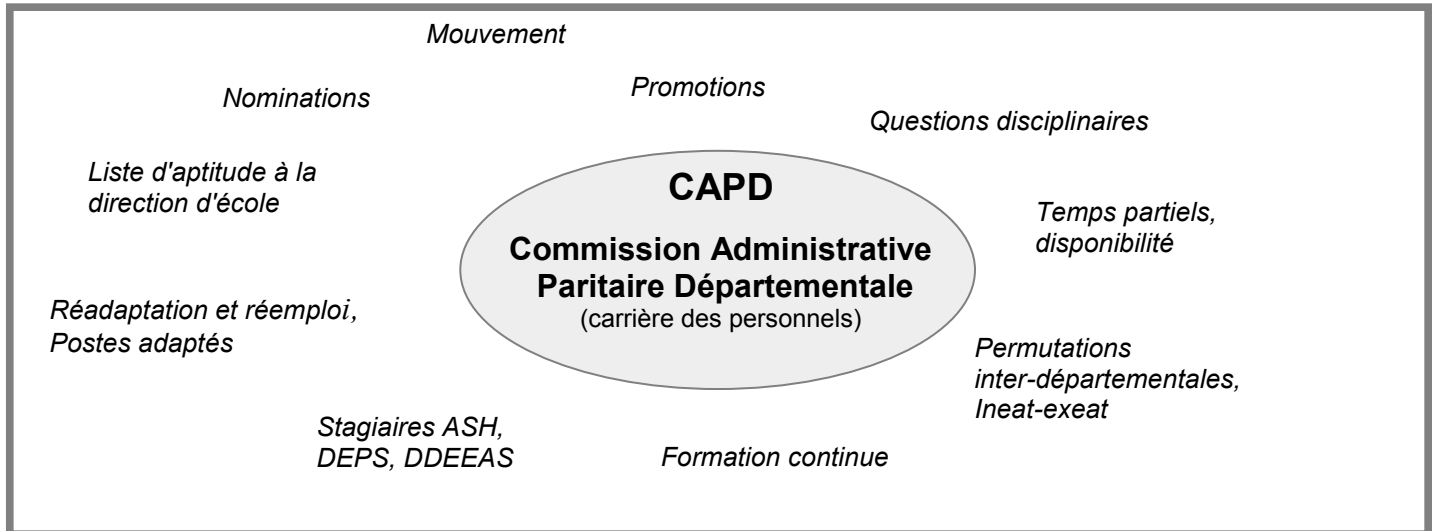 Mouvement
Promotions
Nominations
Questions disciplinaires
Liste d'aptitude à la
direction d'école
CAPD
Commission Administrative
Paritaire Départementale
(carrière des personnels)
Temps partiels,
disponibilité
Réadaptation et réemploi,
Postes adaptés
Permutations
inter-départementales,
Ineat-exeat
Stagiaires ASH,
DEPS, DDEEAS
Formation continue